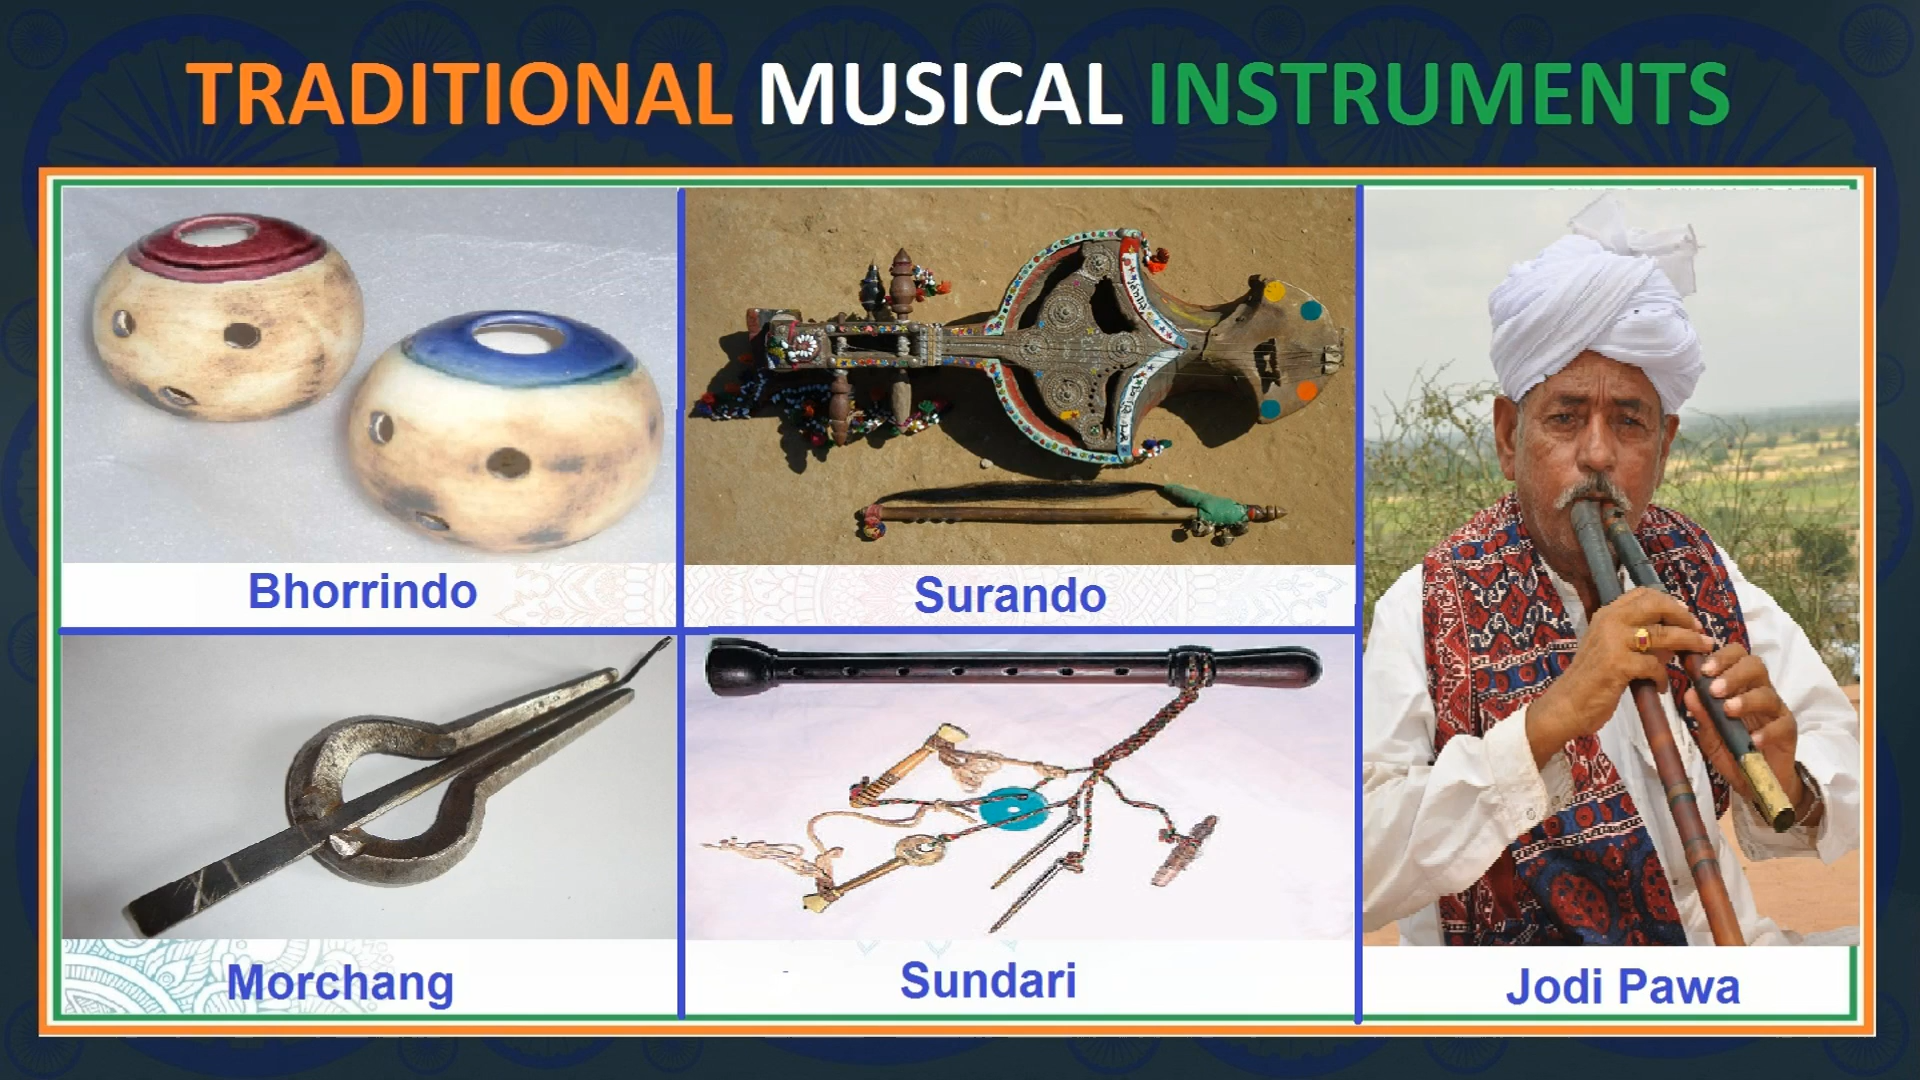 TRADITIONAL MUSICAL INSTRUMENTS
Bhorrindo
Surando
Morchang
Sundari
Jodi Pawa